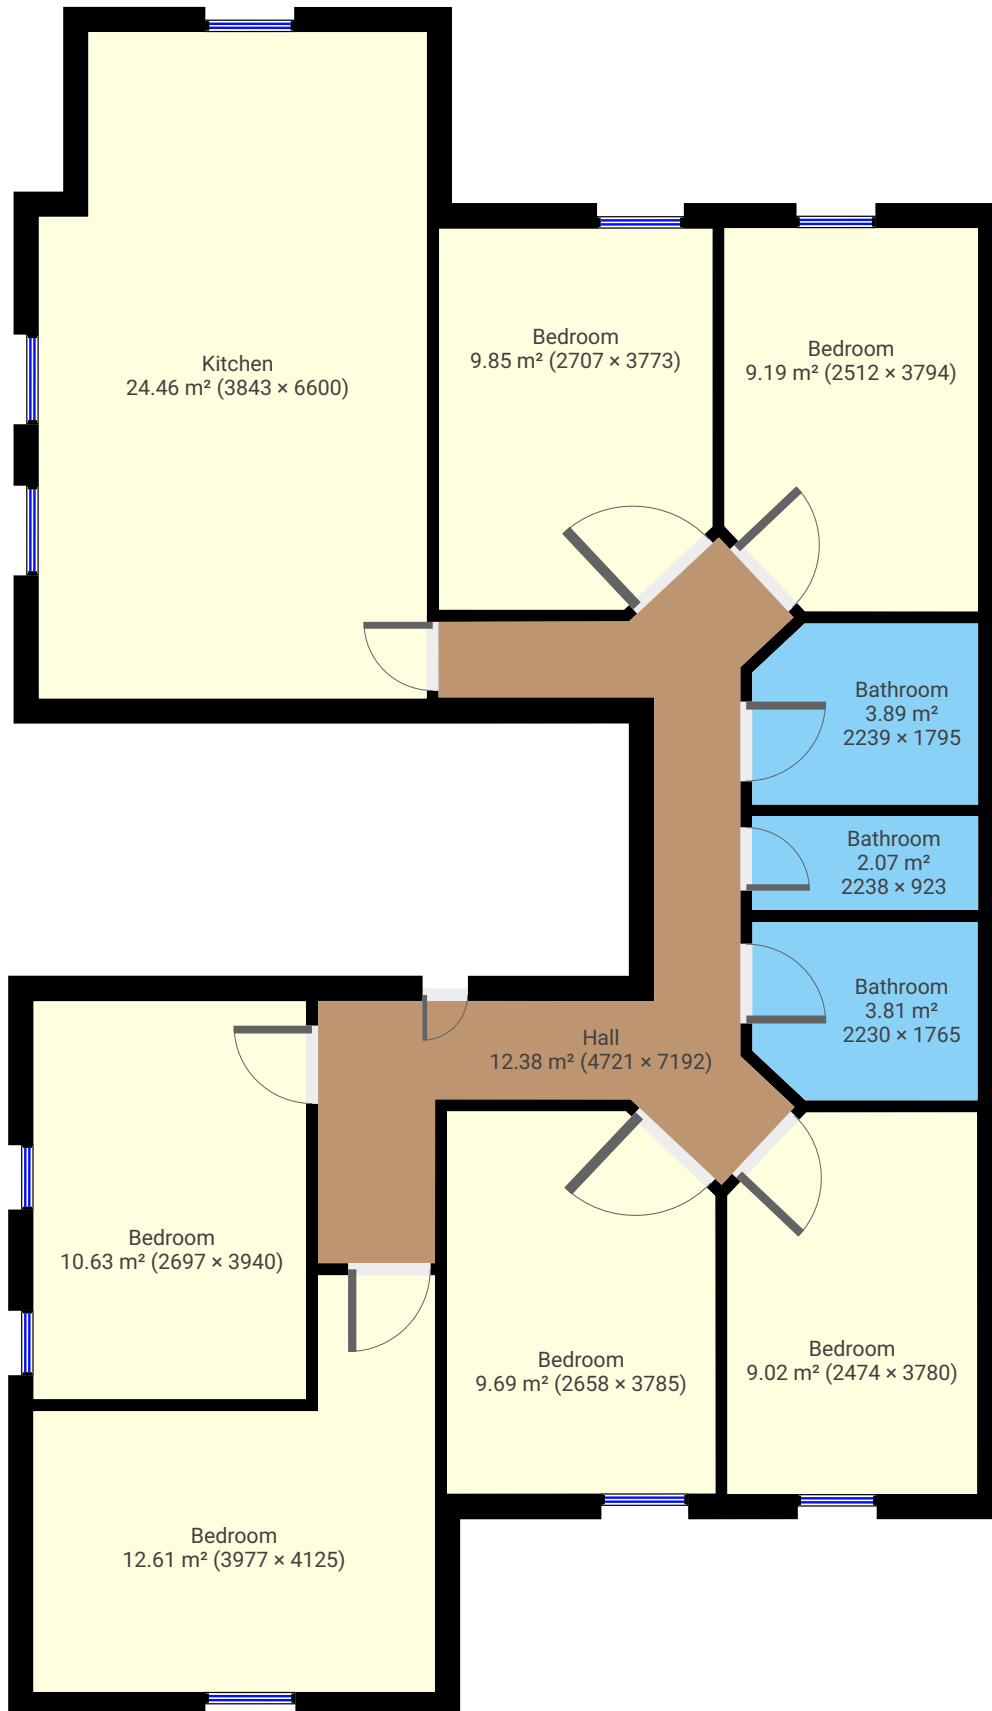 Kitchen
24.46 m² (3843 × 6600)
Bedroom
9.85 m² (2707 × 3773)
Bedroom
9.19 m² (2512 × 3794)
Bathroom
3.89 m²
2239 × 1795
Bathroom
2.07 m²
2238 × 923
Bathroom
3.81 m²
2230 × 1765
Hall
12.38 m² (4721 × 7192)
Bedroom
10.63 m² (2697 × 3940)
Bedroom
9.69 m² (2658 × 3785)
Bedroom
9.02 m² (2474 × 3780)
Bedroom
12.61 m² (3977 × 4125)